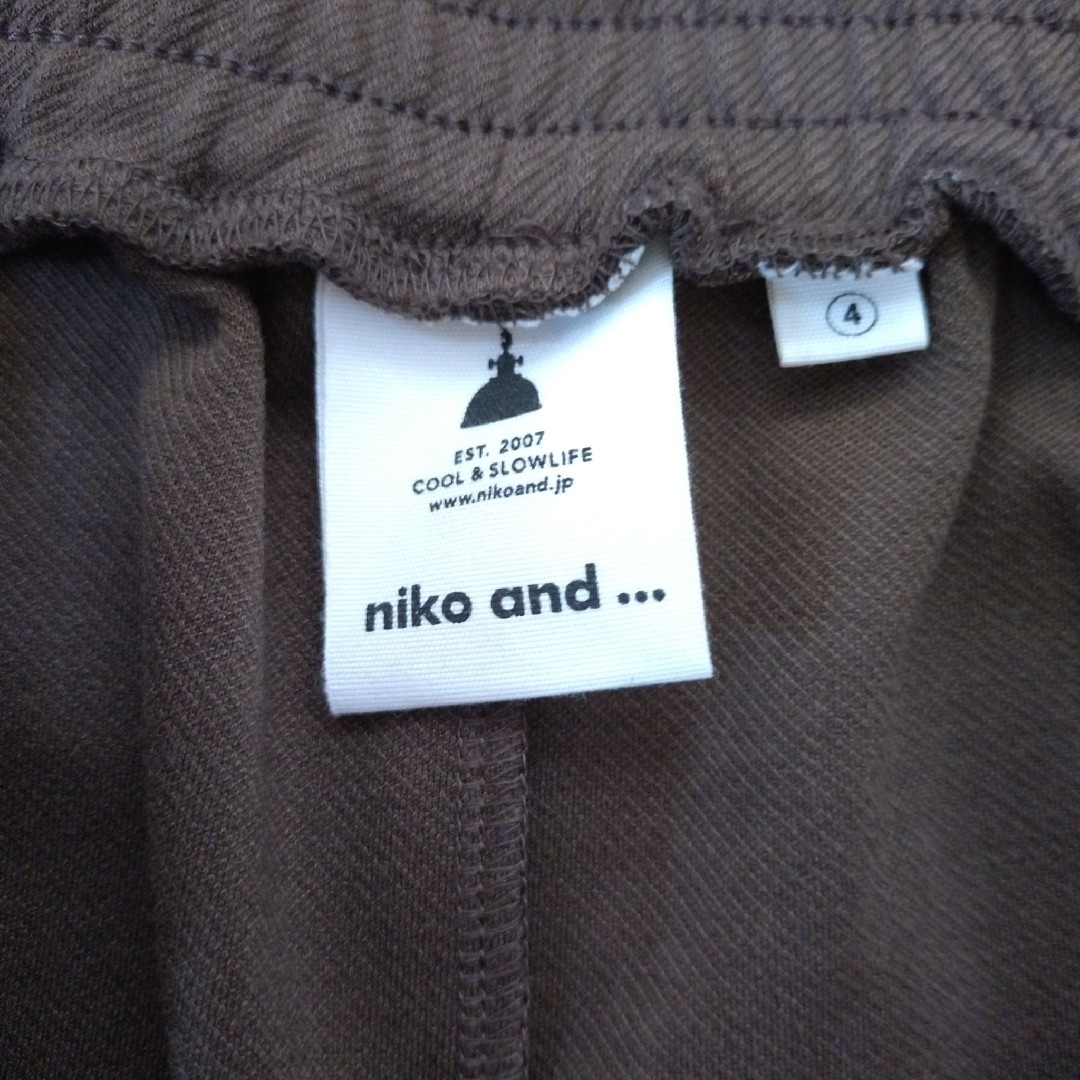 EST. 2007
COOL & SLOWLIFE
www.nikoand.jp
niko and ...
4